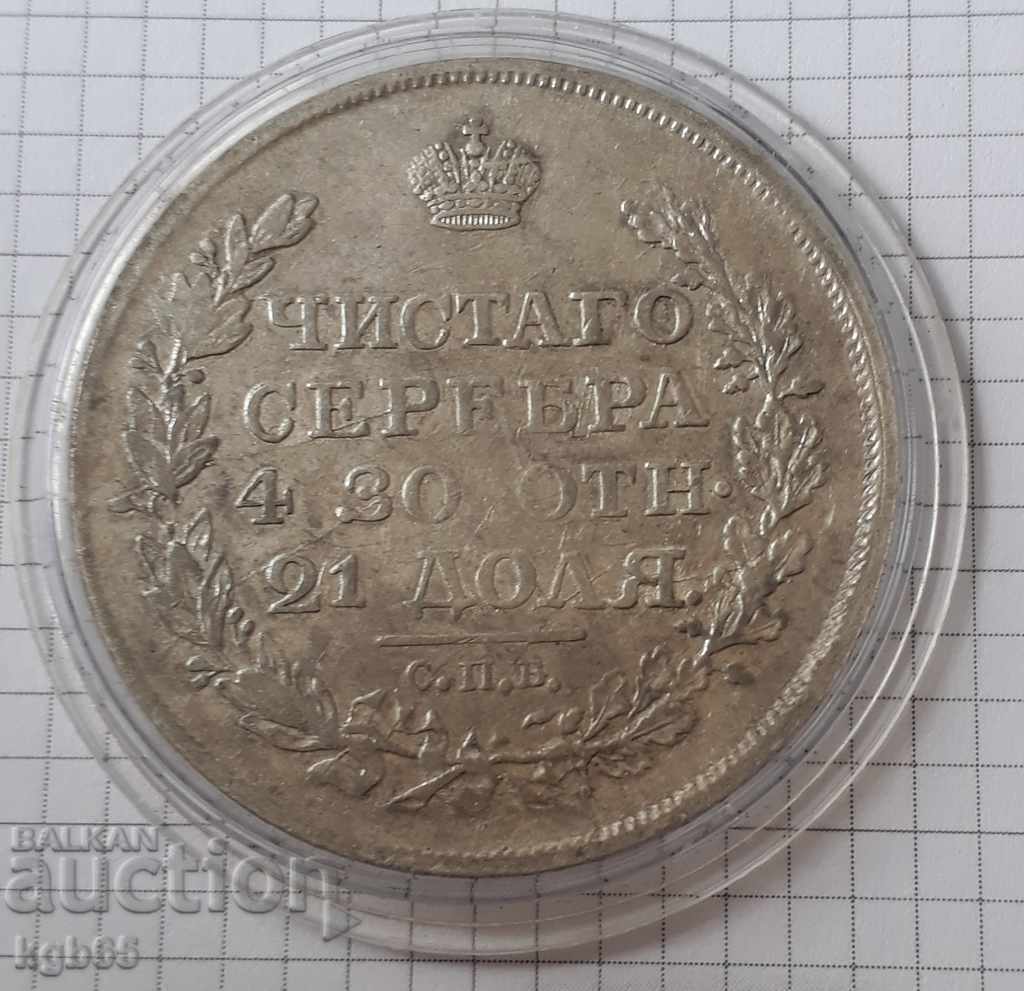 ЧИСТАГО
СЕРЕБРА
4 ЗО ОТН.
21 ДОЛЯ.
С.П.Б.
BALKAN
auction
kgb65